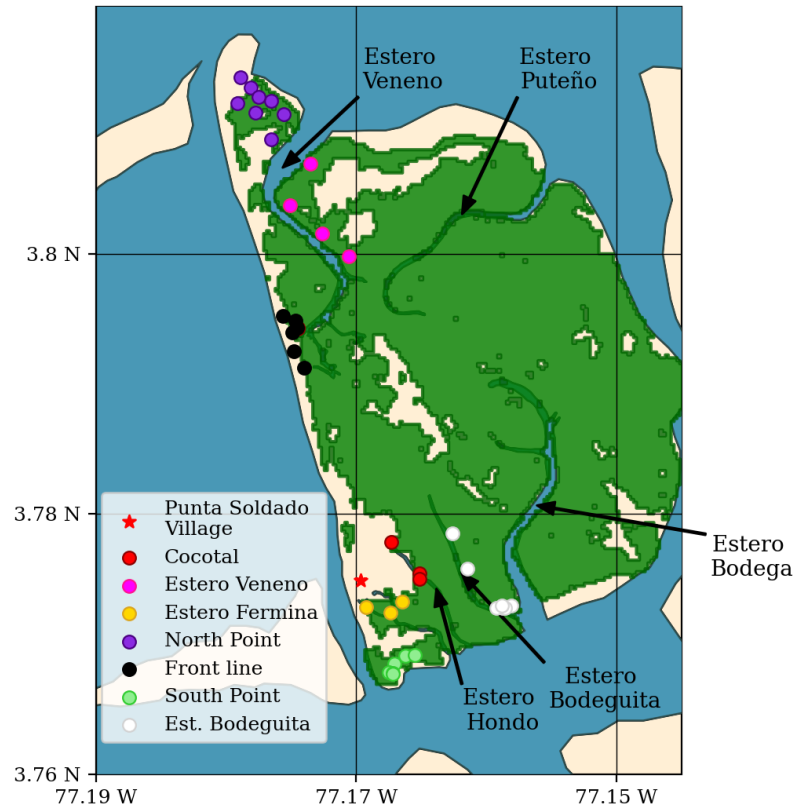 Estero
Veneno
Estero
Puteño
3.8 N
3.78 N
Punta Soldado
Village
Cocotal
Estero Veneno
Estero Fermina
North Point
Front line
South Point
Est. Bodeguita
Estero
Bodega
Estero
Bodeguita
Estero
Hondo
3.76 N
77.19 W
77.17 W
77.15 W